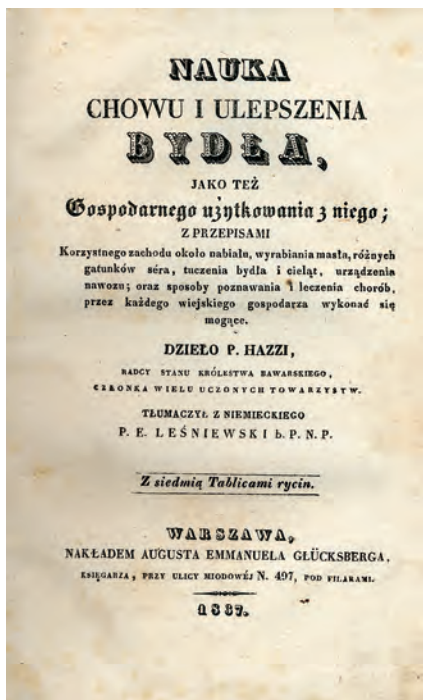 NAUKA
CHOWU I ULEPSZENIA
BYDŁA,
JAKO TEŻ
Gospodarnego użytkowania z niego;
Z PRZEPISAMI
Korzystnego zachodu około nabiału, wyrabiania masła, różnych
gatunków séra, tuczenia bydła i cieląt, urządzenia
nawozu; oraz sposoby poznawania i leczenia chorób,
przez każdego wiejskiego gospodarza wykonać się
mogące.
DZIEŁO P. HAZZI,
RADCY STANU KRÓLESTWA BAWARSKIEGO,
CZŁONKA WIELU UCZONYCH TOWARZYSTW.
TŁUMACZYŁ Z NIEMIECKIEGO
P. E. LEŚNIEWSKI b. P. N. P.
Z siedmią Tablicami rycin.
WARSZAWA,
NAKŁADEM AUGUSTA EMMANUELA GLÜCKSBERGA,
KSIĘGARZA, PRZY ULICY MIODOWÉJ N. 497, POD FILARAMI.
1837.